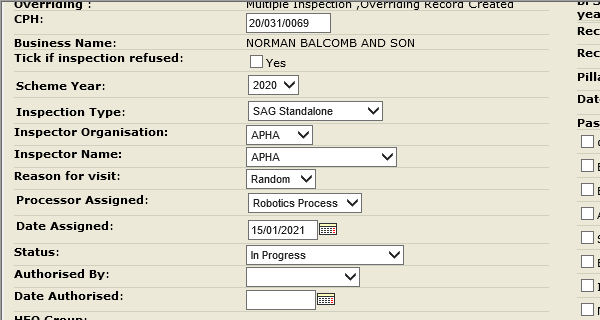 Overriding : Multiple Inspection ,Overriding Record Created
CPH: 20/031/0069
Business Name: NORMAN BALCOMB AND SON
Tick if inspection refused: Yes
Scheme Year: 2020
Inspection Type: SAG Standalone
Inspector Organisation: APHA
Inspector Name: APHA
Reason for visit: Random
Processor Assigned: Robotics Process
Date Assigned: 15/01/2021
Status: In Progress
Authorised By:
Date Authorised:
HEO Group:
yea
Rec
Rec
Pilla
Dat
Pas